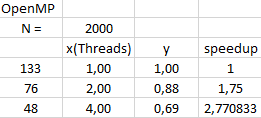 OpenMP
N = 2000
x(Threads) y speedup
133 1,00 1,00 1
76 2,00 0,88 1,75
48 4,00 0,69 2,770833